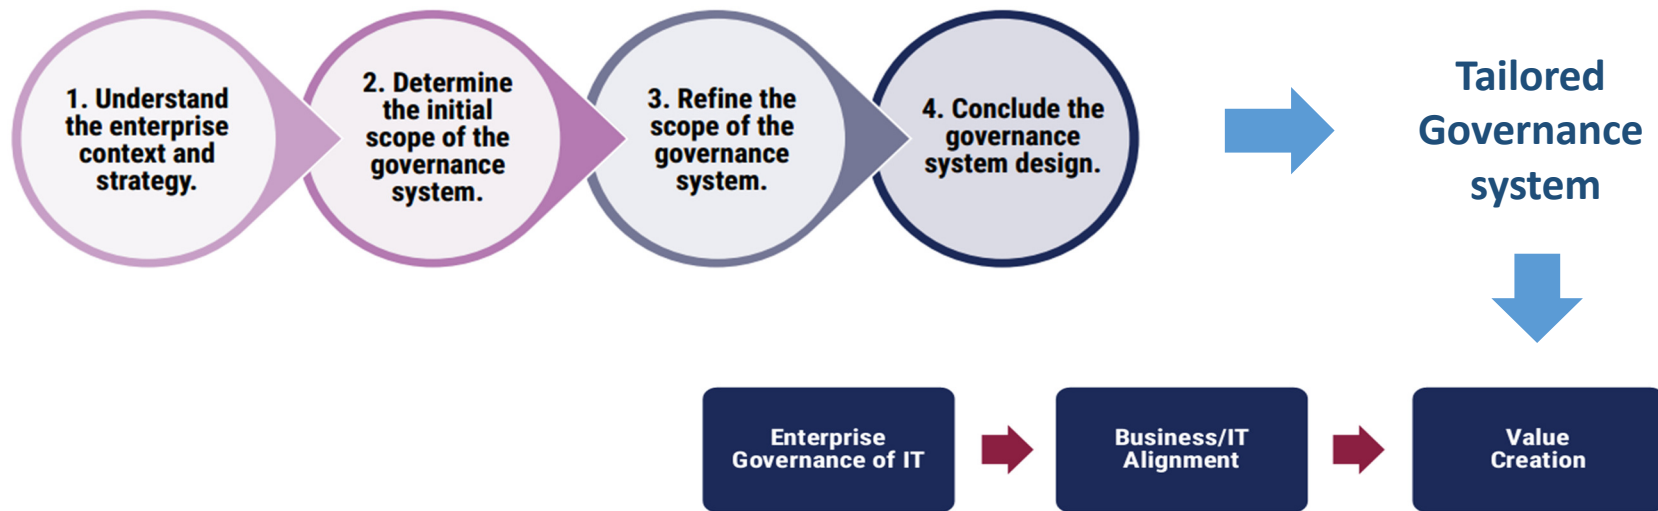 1. Understand
the enterprise
context and
strategy.
2. Determine
the initial
scope of the
governance
system.
3. Refine the
scope of the
governance
system.
4. Conclude the
governance
system design.
Tailored
Governance
system
Enterprise
Governance of IT
Business/IT
Alignment
Value
Creation